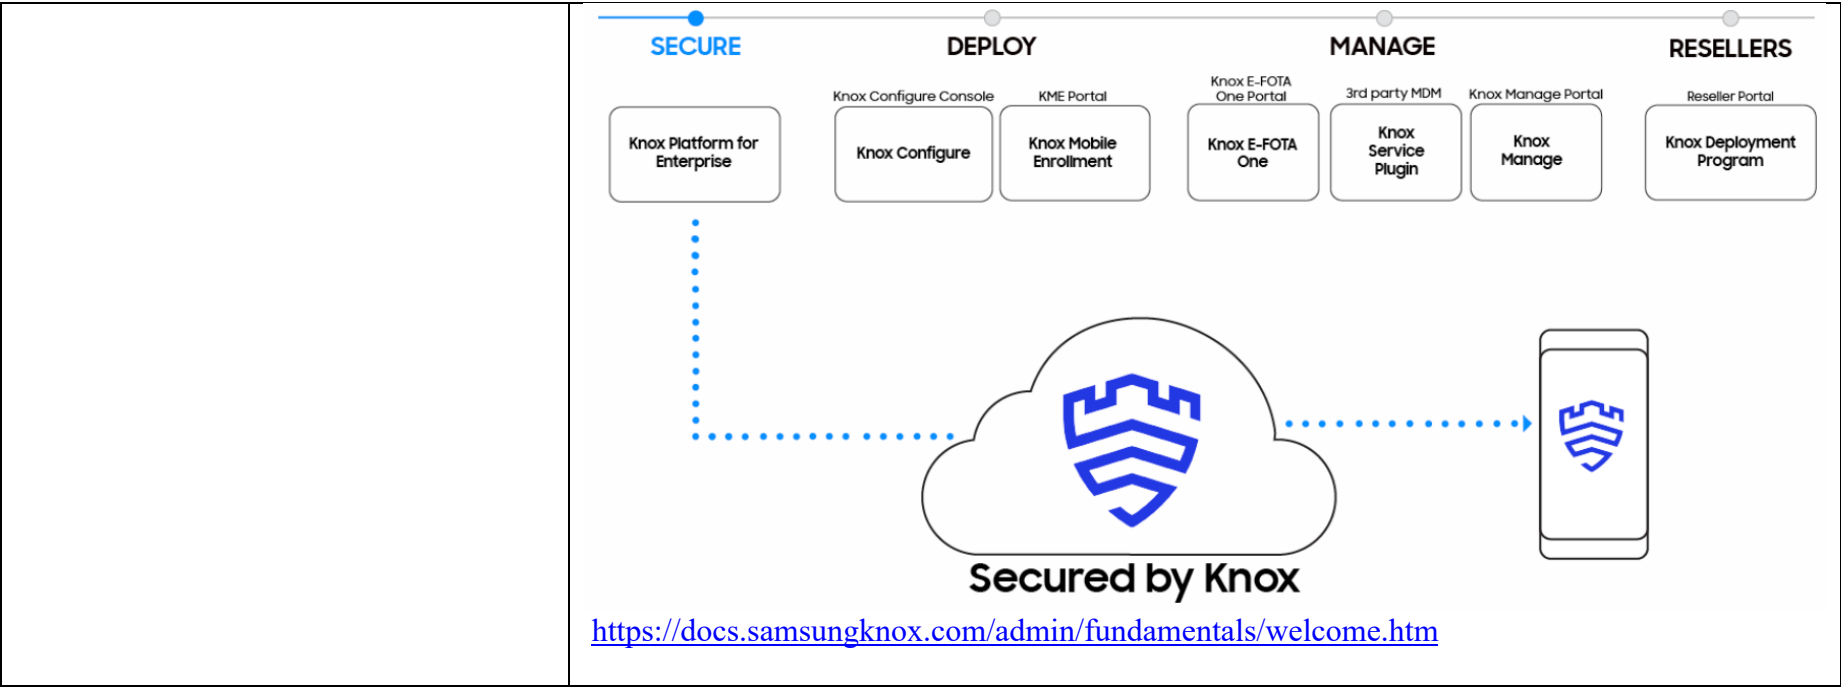 SECURE
DEPLOY
MANAGE
RESELLERS
Knox Configure Console
KME Portal
Knox E-FOTA
One Portal
3rd party MDM
Knox Manage Portal
Reseller Portal
Knox Platform for
Enterprise
Knox Configure
Knox Mobile
Enrollment
Knox E-FOTA
One
Knox
Service
Plugin
Knox
Manage
Knox Deployment
Program
Secured by Knox
https://docs.samsungknox.com/admin/fundamentals/welcome.htm